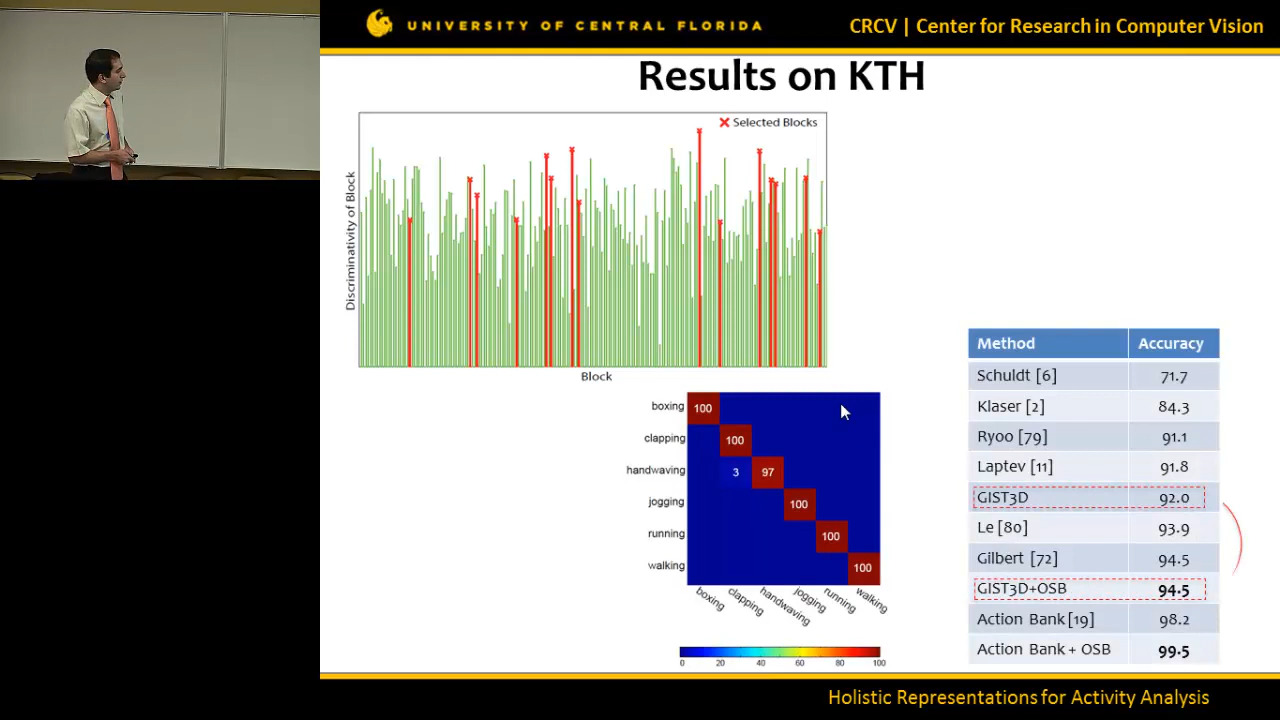 UNIVERSITY OF CENTRAL FLORIDA
CRCV | Center for Research in Computer Vision
Results on KTH
Selected Blocks
Discriminativity of Block
Block
boxing 100
clapping 100
handwaving 3 97
jogging 100
running 100
walking 100
boxing clapping handwaving jogging running walking
0 20 40 60 80 100
Method Accuracy
Schuldt [6] 71.7
Klaser [2] 84.3
Ryoo [79] 91.1
Laptev [11] 91.8
GIST3D 92.0
Le [80] 93.9
Gilbert [72] 94.5
GIST3D+OSB 94.5
Action Bank [19] 98.2
Action Bank + OSB 99.5
Holistic Representations for Activity Analysis